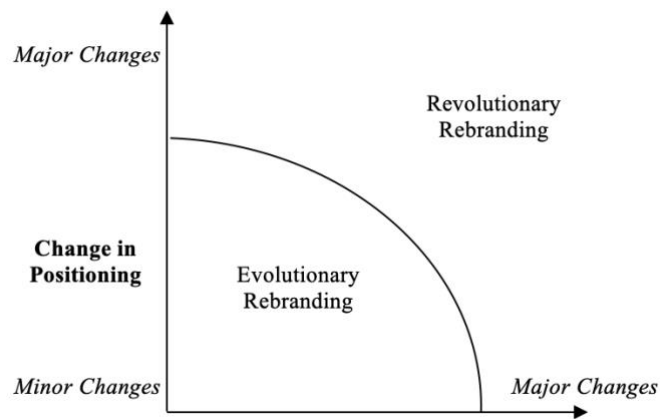 Major Changes
Revolutionary
Rebranding
Change in
Positioning
Evolutionary
Rebranding
Minor Changes
Major Changes